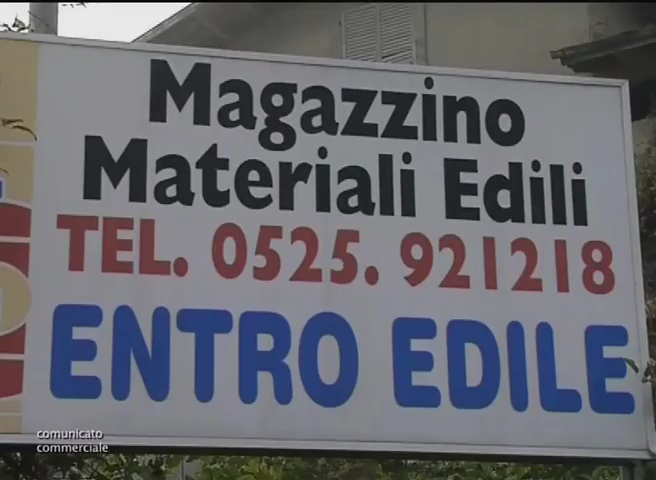 Magazzino
Materiali Edili
TEL. 0525.921218
ENTRO EDILE
comunicato
commerciale